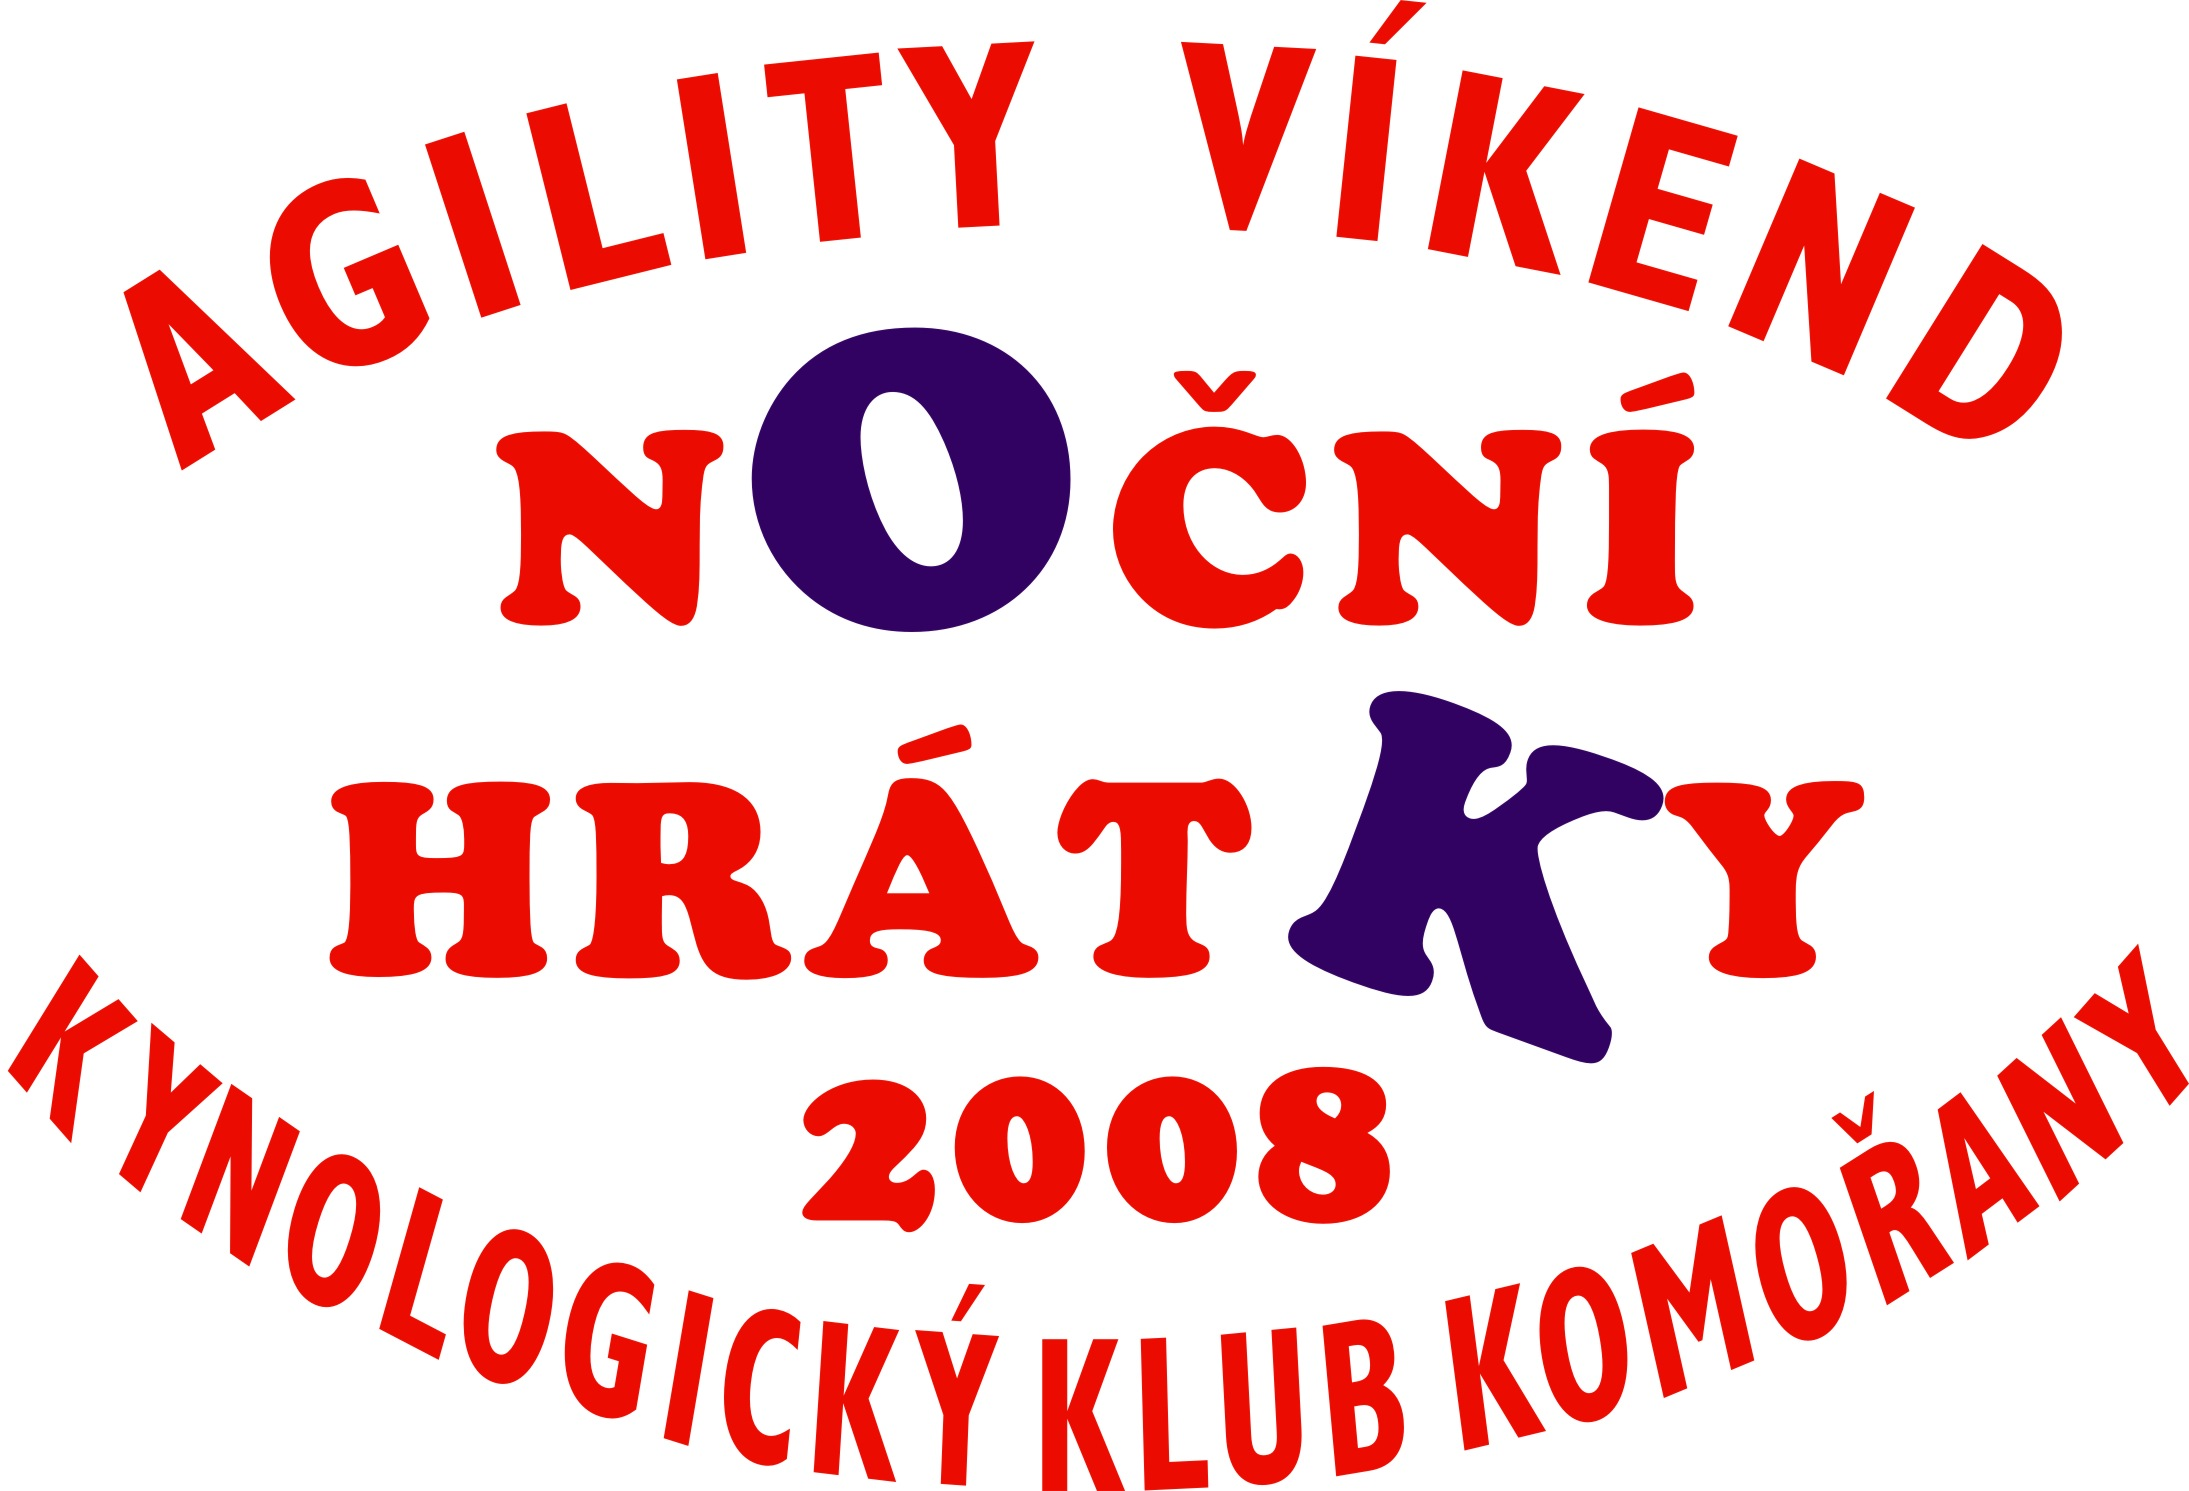 AGILITY VÍKEND
NOČNÍ
HRÁTKY
2008
KYNOLOGICKÝ KLUB KOMOŘANY